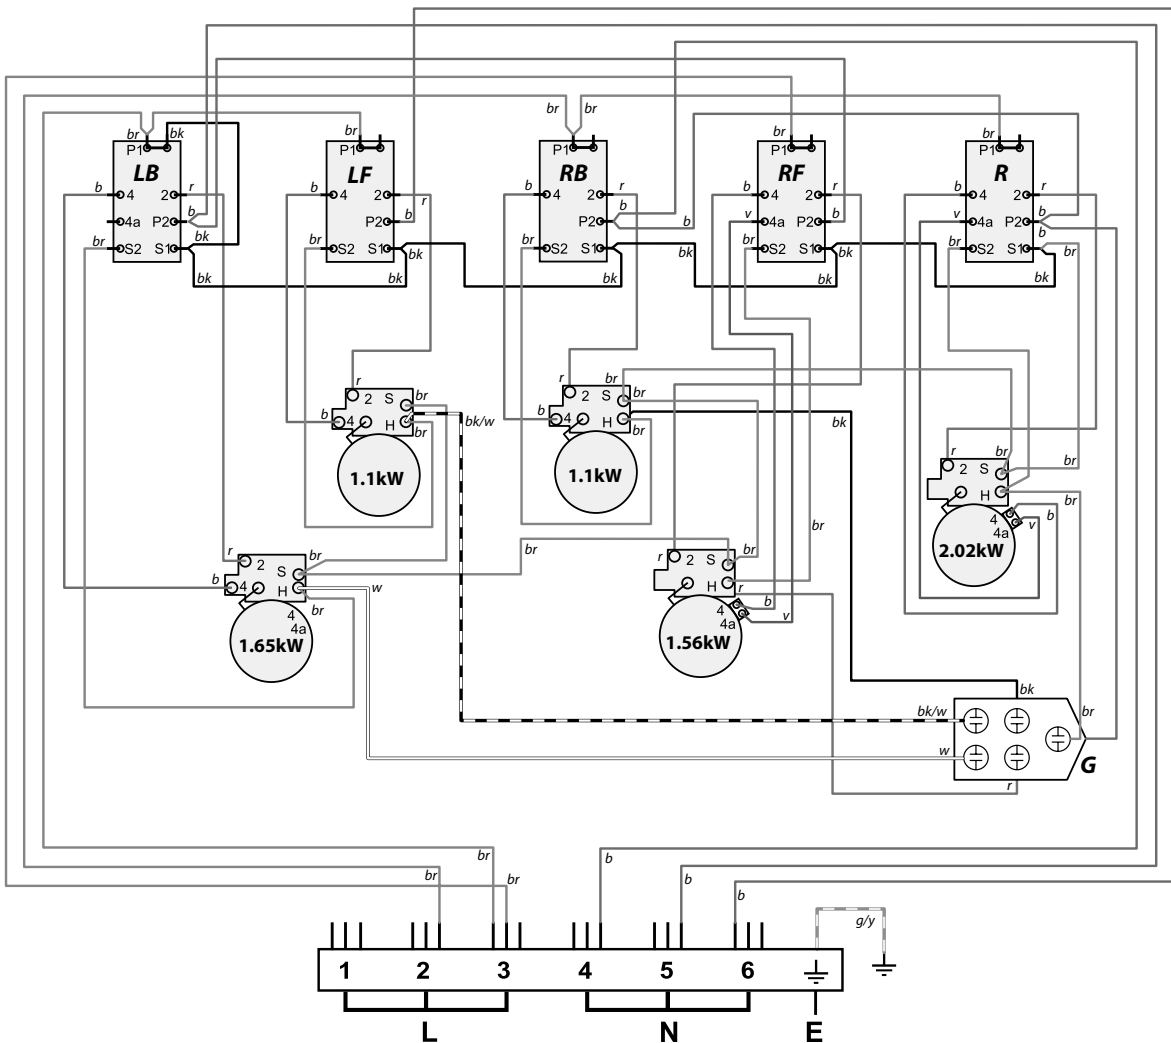 br
br
br bk
br
br
P1
P1
P1
P1
P1
LB
LF
RB
RF
R
b 4 2 r
b 4 2 r
b 4 2 r
b 4 2 r
b 4 2 r
4a P2 b
P2 b
P2 b b
v 4a P2 b
v 4a P2 b
br S2 S1 bk
br S2 S1 bk
br S2 S1 bk
br S2 S1 bk
br S2 S1 b br
bk
bk
bk
bk
bk
r 2 S br
b 4 H br
bk/w
1.1kW
r br 2 S br
b 4 H br
bk
1.1kW
r br
2 S br
H br
4 b
4a v
2.02kW
br
r 2 S br
b 4 H w
br
4
4a
1.65kW
br
r 2 S br
H
r
4 b
4a v
1.56kW
bk
bk/w br
w G
r
br b
br br b
b
g/y
1 2 3 4 5 6
L N E